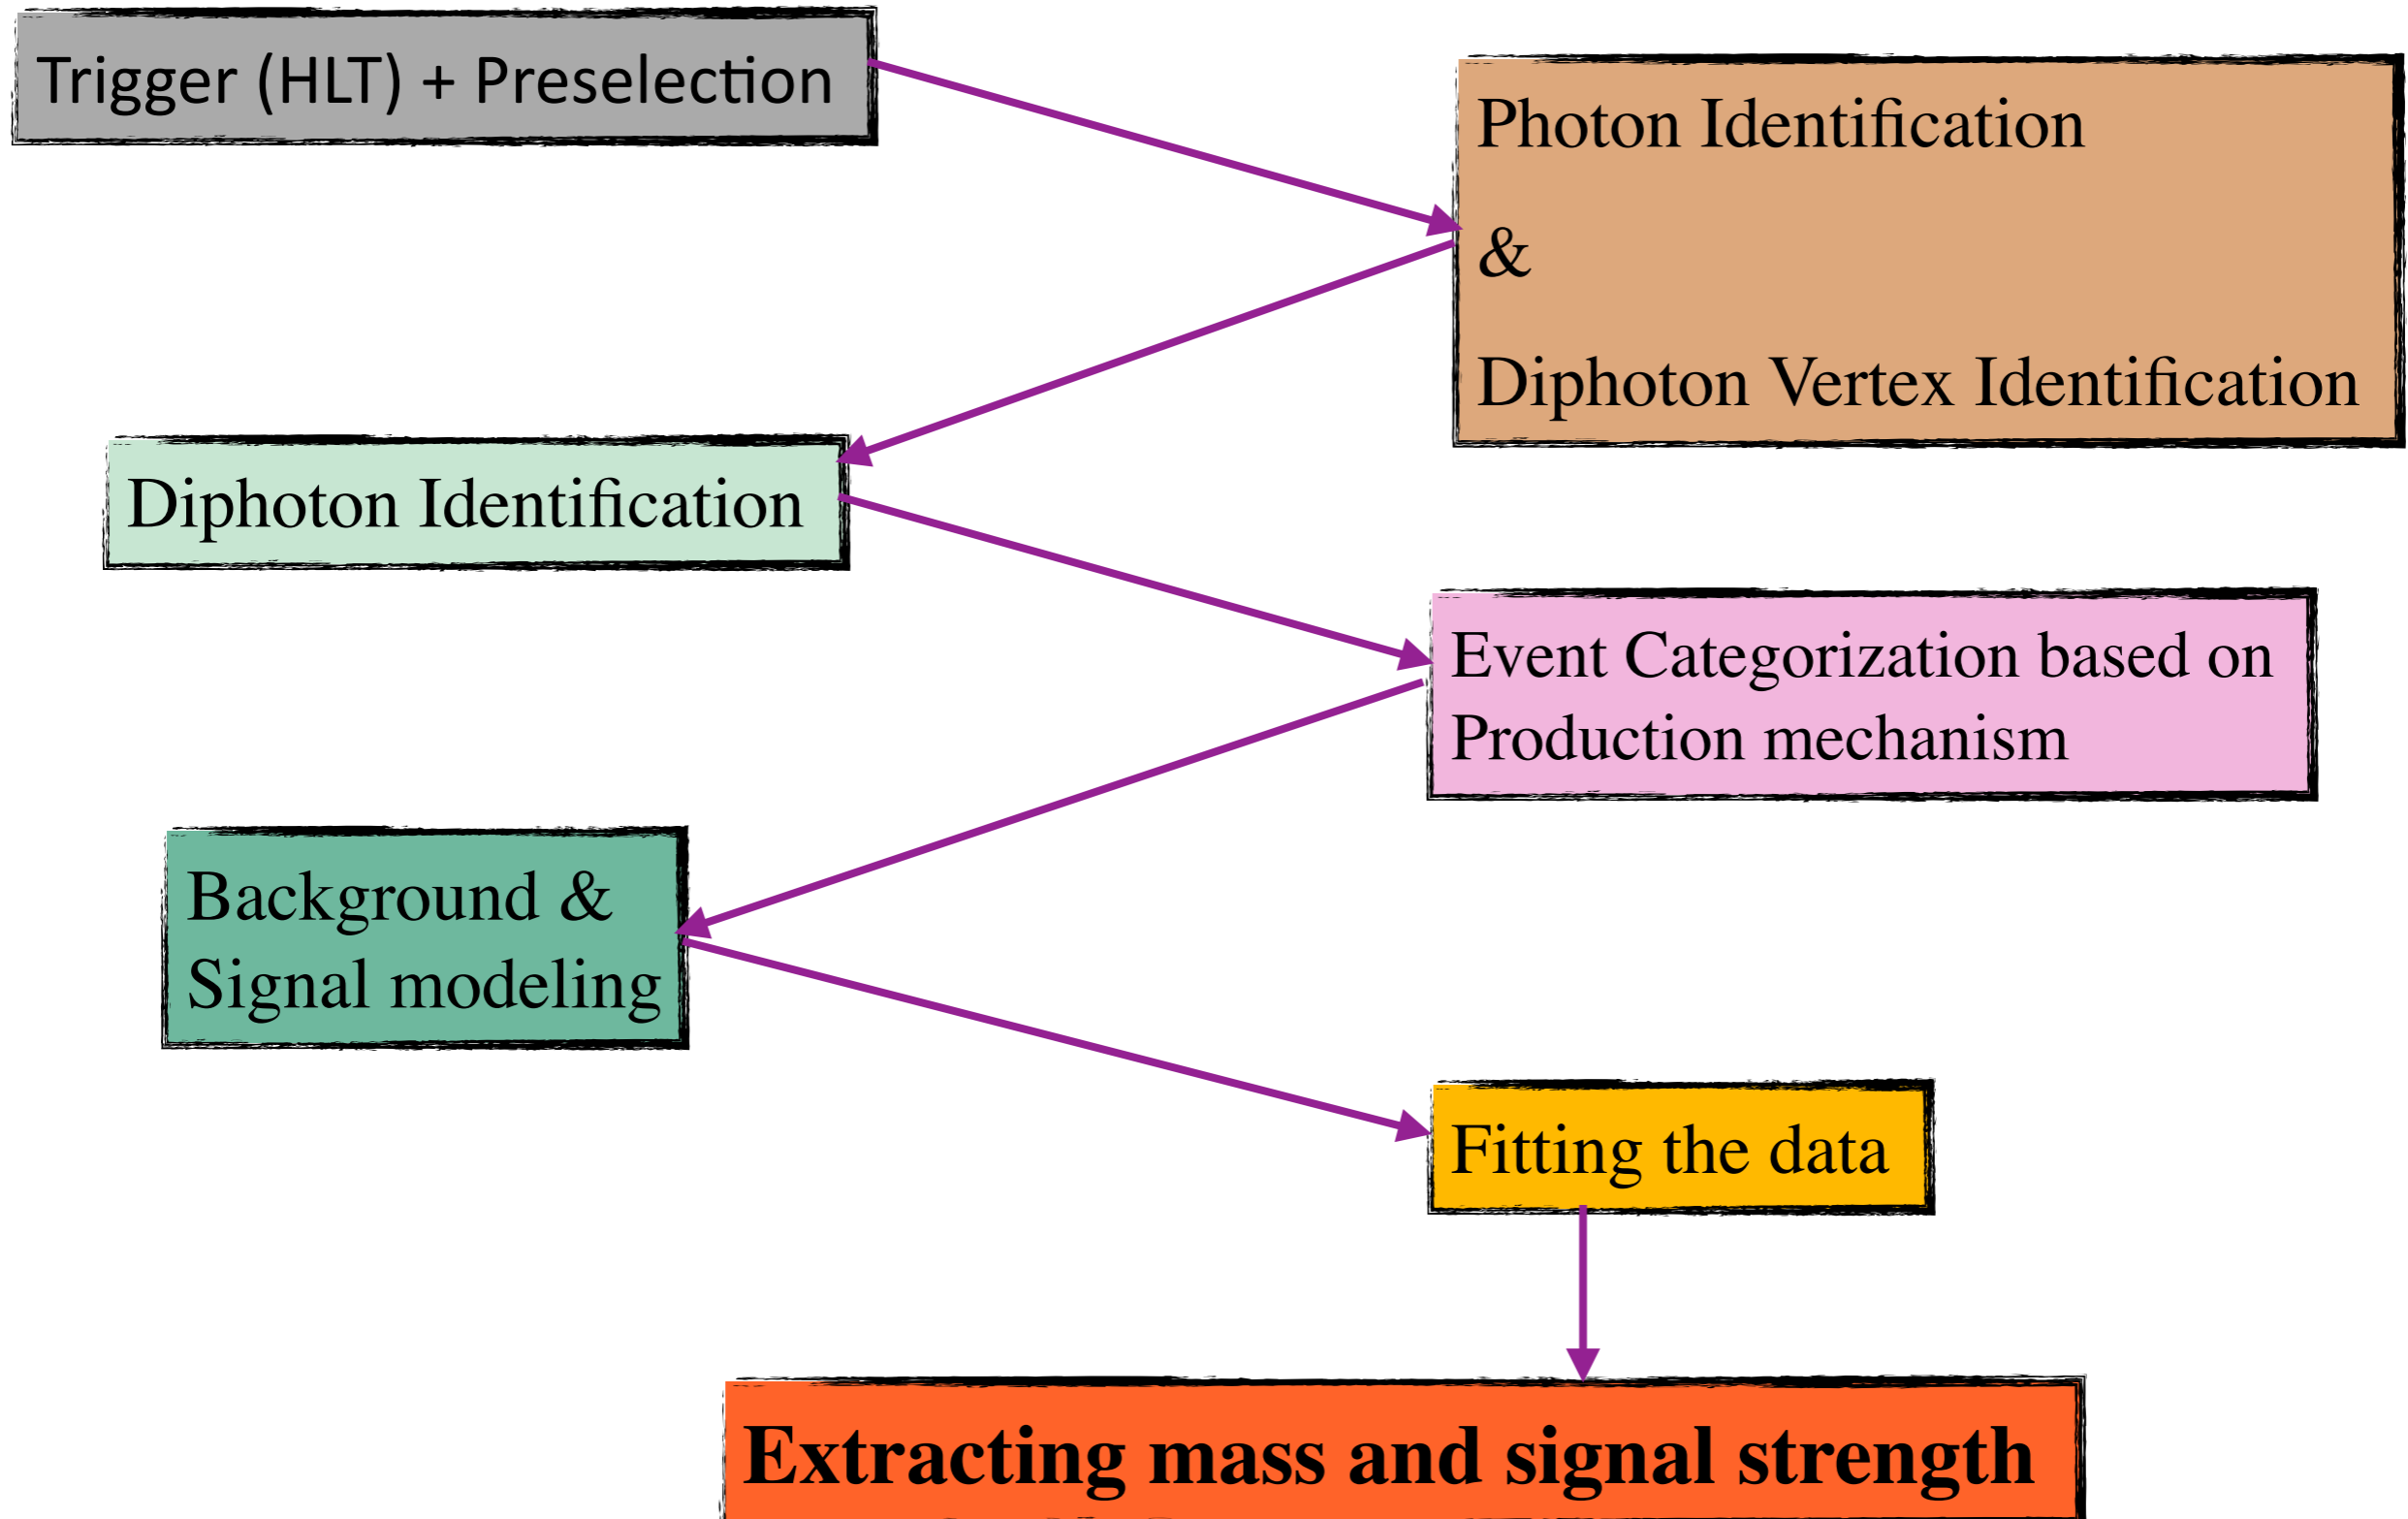 Trigger (HLT) + Preselection
Photon Identification
&
Diphoton Vertex Identification
Diphoton Identification
Event Categorization based on
Production mechanism
Background &
Signal modeling
Fitting the data
Extracting mass and signal strength